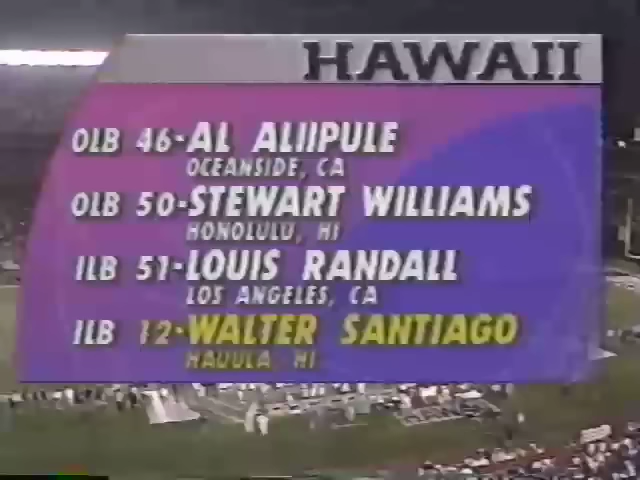 HAWAII
OLB 46-AL ALIIPULE
OCEANSIDE, CA
OLB 50-STEWART WILLIAMS
HONOLULU, HI
ILB 51-LOUIS RANDALL
LOS ANGELES, CA
ILB 12-WALTER SANTIAGO
HAUULA, HI